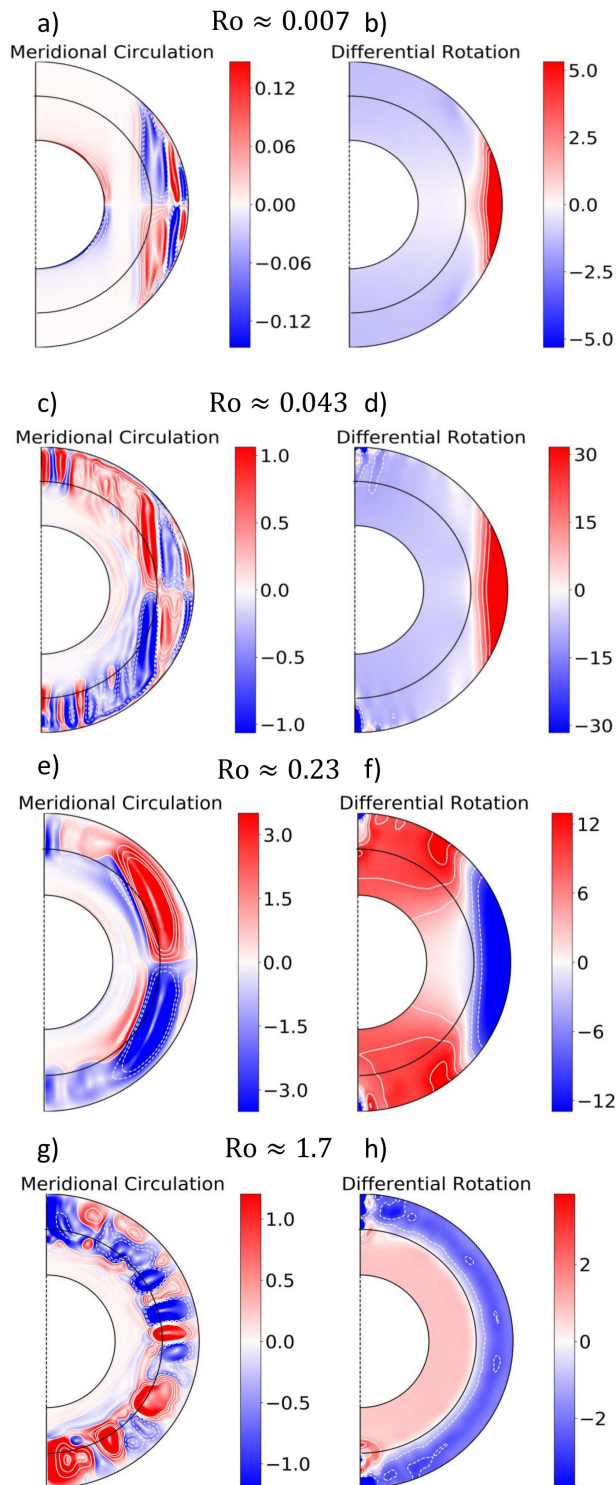 a) Ro ≈ 0.007 b)
Meridional Circulation Differential Rotation
0.12 5.0
0.06 2.5
0.00 0.0
−0.06 −2.5
−0.12 −5.0
c) Ro ≈ 0.043 d)
Meridional Circulation Differential Rotation
1.0 30
0.5 15
0.0 0
−0.5 −15
−1.0 −30
e) Ro ≈ 0.23 f)
Meridional Circulation Differential Rotation
3.0 12
1.5 6
0.0 0
−1.5 −6
−3.0 −12
g) Ro ≈ 1.7 h)
Meridional Circulation Differential Rotation
1.0
0.5 2
0.0 0
−0.5 −2
−1.0